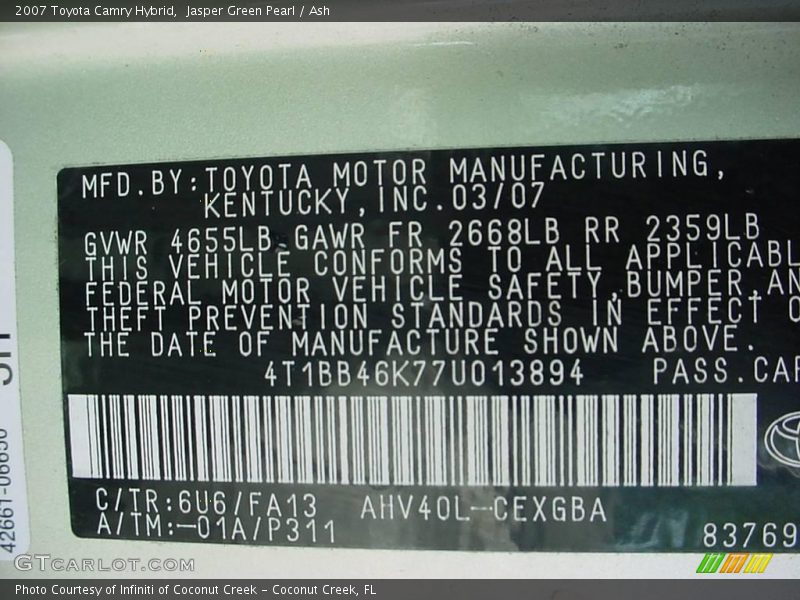 2007 Toyota Camry Hybrid, Jasper Green Pearl / Ash
MFD.BY:TOYOTA MOTOR MANUFACTURING,
KENTUCKY,INC.03/07
GVWR 4655LB GAWR FR 2668LB RR 2359LB
THIS VEHICLE CONFORMS TO ALL APPLICABL
FEDERAL MOTOR VEHICLE SAFETY,BUMPER,AN
THEFT PREVENTION STANDARDS IN EFFECT O
THE DATE OF MANUFACTURE SHOWN ABOVE.
4T1BB46K77U013894 PASS.CAR
C/TR:6U6/FA13 AHV40L-CEXGBA
A/TM:-01A/P311
83769
42661-06650
GTCARLOT.COM
Photo Courtesy of Infiniti of Coconut Creek - Coconut Creek, FL